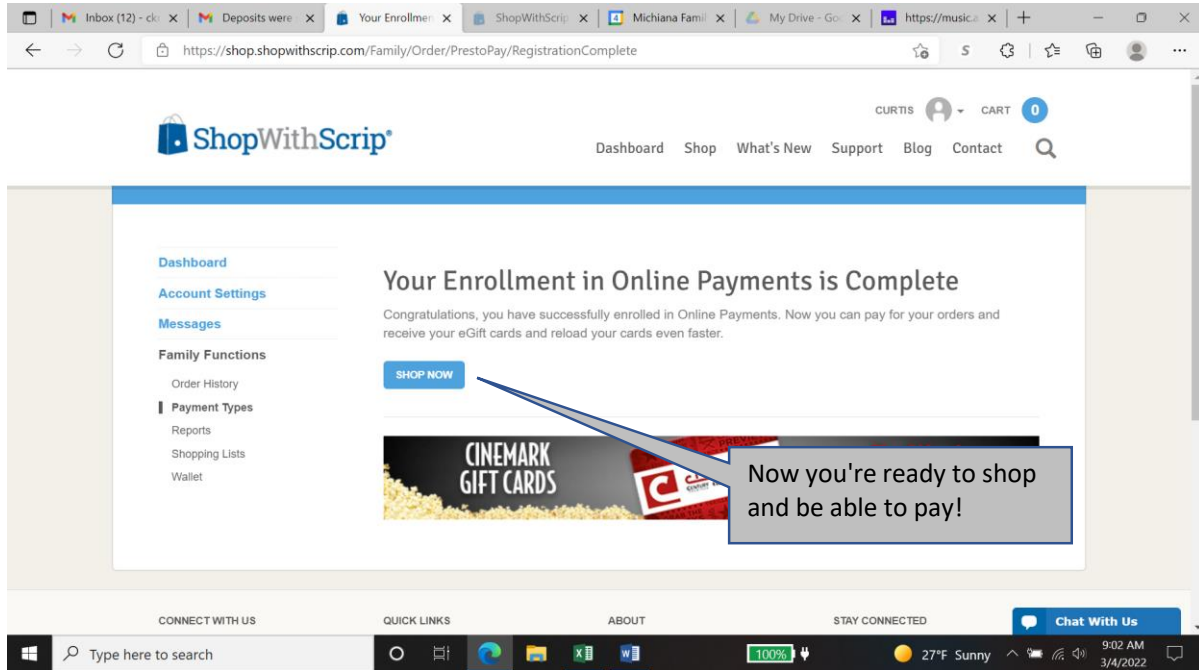 Inbox (12) - clo
Deposits were
Your Enrollmen
ShopWithScrip
Michiana Famil
My Drive - Goo
https://music.a
https://shop.shopwithscrip.com/Family/Order/PrestoPay/RegistrationComplete
CURTIS CART 0
ShopWithScrip®
Dashboard Shop What's New Support Blog Contact
Dashboard
Account Settings
Messages
Family Functions
Order History
Payment Types
Reports
Shopping Lists
Wallet
Your Enrollment in Online Payments is Complete
Congratulations, you have successfully enrolled in Online Payments. Now you can pay for your orders and
receive your eGift cards and reload your cards even faster.
SHOP NOW
CINEMARK
GIFT CARDS
Now you're ready to shop
and be able to pay!
CONNECT WITH US QUICK LINKS ABOUT STAY CONNECTED
Chat With Us
Type here to search
100%
27°F Sunny
9:02 AM
3/4/2022